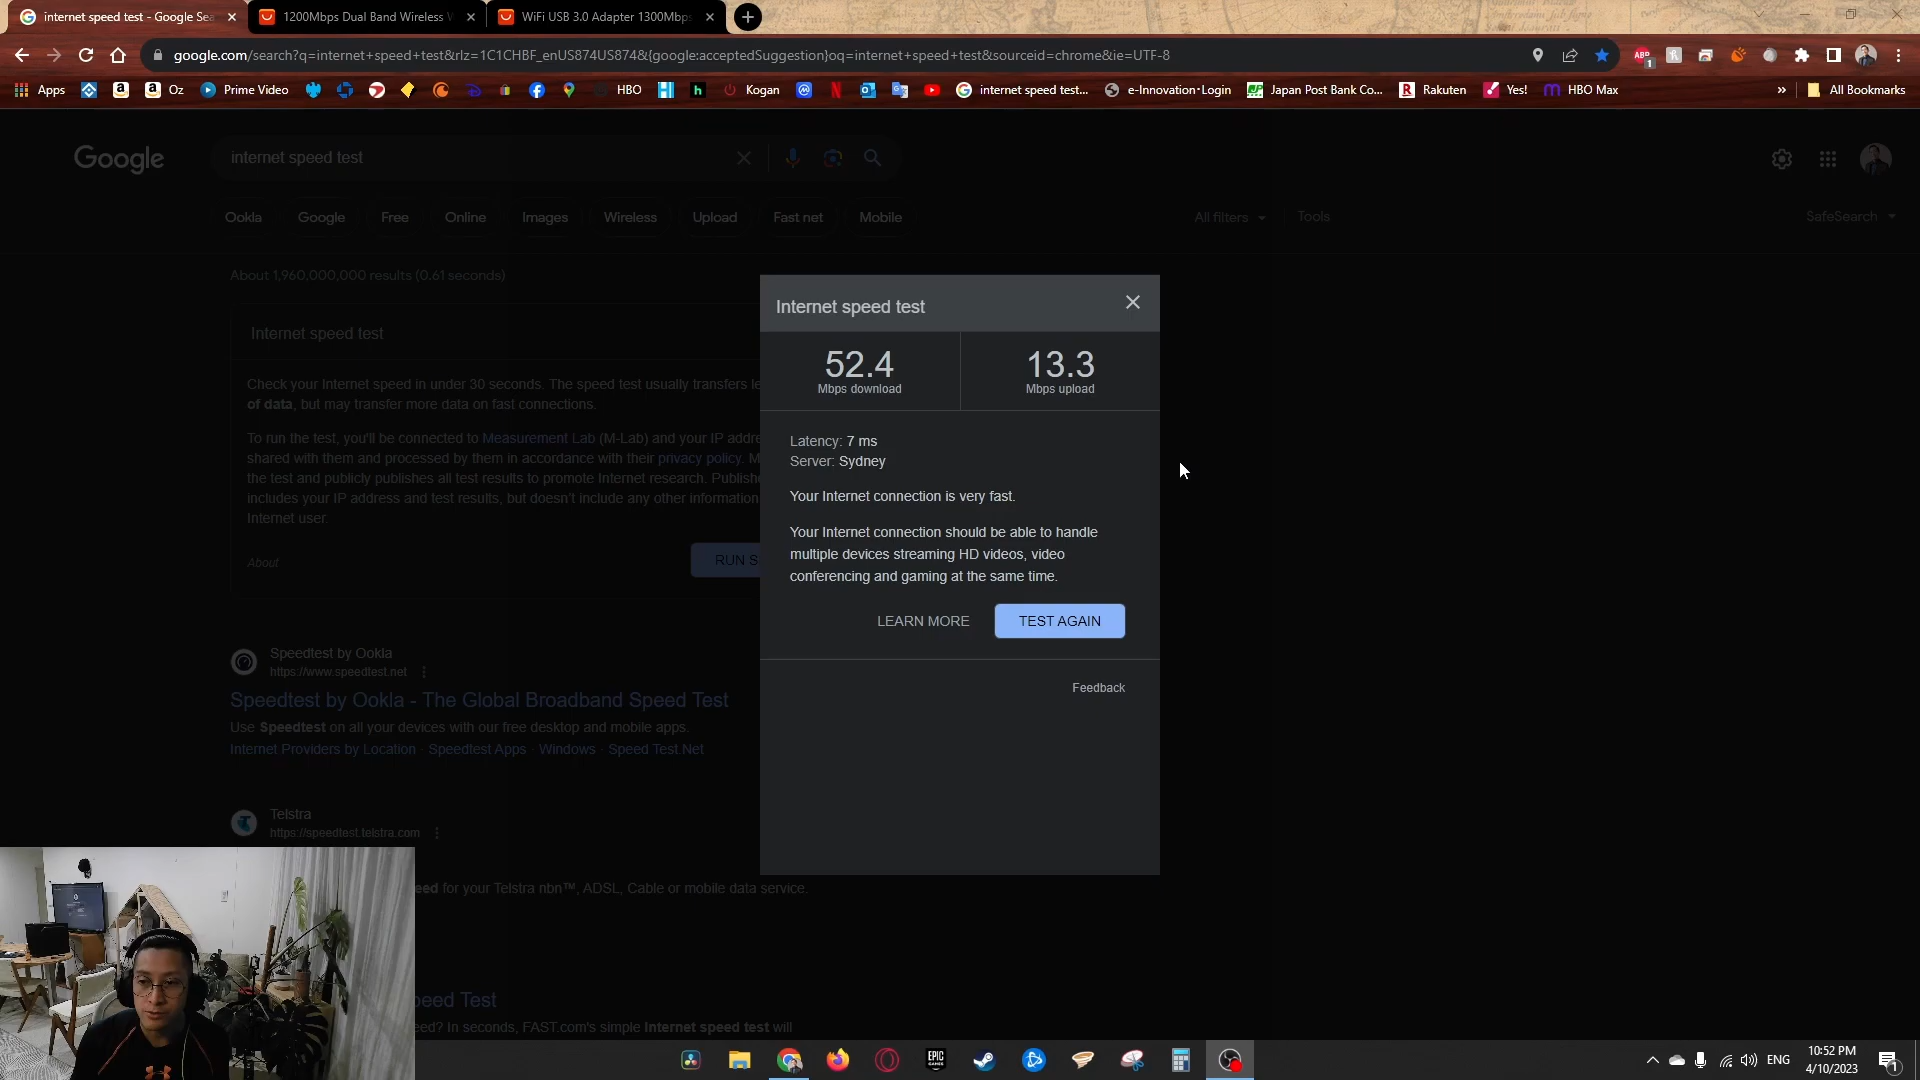 internet speed test - Google Sea
1200Mbps Dual Band Wireless
WiFi USB 3.0 Adapter 1300Mbps
google.com/search?q=internet+speed+test&rlz=1C1CHBF_enUS874US874&{google:acceptedSuggestion}oq=internet+speed+test&sourceid=chrome&ie=UTF-8
ABP
1
Apps
Oz
Prime Video
HBO
h
Kogan
internet speed test...
e-Innovation・Login
Japan Post Bank Co...
Rakuten
Yes!
HBO Max
»
All Bookmarks
Google
internet speed test
Ookla
Google
Free
Online
Images
Wireless
Upload
Fast net
Mobile
All filters
Tools
SafeSearch
About 1,960,000,000 results (0.61 seconds)
Internet speed test
Check your Internet speed in under 30 seconds. The speed test usually transfers le
of data, but may transfer more data on fast connections.
To run the test, you'll be connected to Measurement Lab (M-Lab) and your IP addre
shared with them and processed by them in accordance with their privacy policy. M
the test and publicly publishes all test results to promote Internet research. Publish
includes your IP address and test results, but doesn't include any other information
Internet user.
About
RUN S
Internet speed test
52.4
Mbps download
13.3
Mbps upload
Latency: 7 ms
Server: Sydney
Your Internet connection is very fast.
Your Internet connection should be able to handle
multiple devices streaming HD videos, video
conferencing and gaming at the same time.
LEARN MORE
TEST AGAIN
Feedback
Speedtest by Ookla
https://www.speedtest.net
Speedtest by Ookla - The Global Broadband Speed Test
Use Speedtest on all your devices with our free desktop and mobile apps.
Internet Providers by Location · Speedtest Apps · Windows · Speed Test.Net
Telstra
https://speedtest.telstra.com
eed for your Telstra nbn™, ADSL, Cable or mobile data service.
peed Test
eed? In seconds, FAST.com's simple Internet speed test will
EPIC
GAMES
ENG
10:52 PM
4/10/2023
1